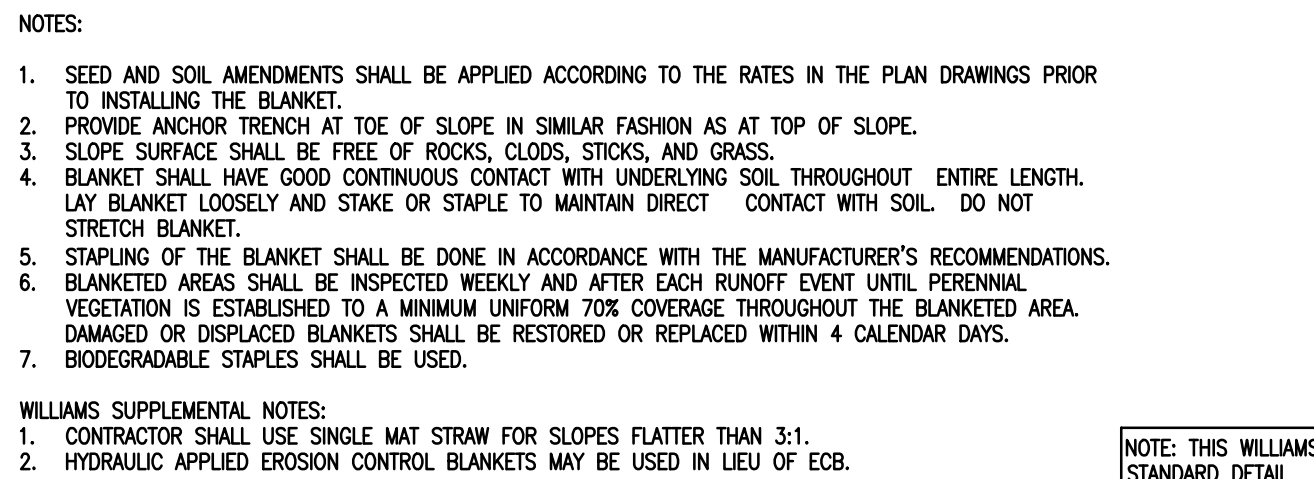 NOTES:
1. SEED AND SOIL AMENDMENTS SHALL BE APPLIED ACCORDING TO THE RATES IN THE PLAN DRAWINGS PRIOR
TO INSTALLING THE BLANKET.
2. PROVIDE ANCHOR TRENCH AT TOE OF SLOPE IN SIMILAR FASHION AS AT TOP OF SLOPE.
3. SLOPE SURFACE SHALL BE FREE OF ROCKS, CLODS, STICKS, AND GRASS.
4. BLANKET SHALL HAVE GOOD CONTINUOUS CONTACT WITH UNDERLYING SOIL THROUGHOUT ENTIRE LENGTH.
LAY BLANKET LOOSELY AND STAKE OR STAPLE TO MAINTAIN DIRECT CONTACT WITH SOIL. DO NOT
STRETCH BLANKET.
5. STAPLING OF THE BLANKET SHALL BE DONE IN ACCORDANCE WITH THE MANUFACTURER'S RECOMMENDATIONS.
6. BLANKETED AREAS SHALL BE INSPECTED WEEKLY AND AFTER EACH RUNOFF EVENT UNTIL PERENNIAL
VEGETATION IS ESTABLISHED TO A MINIMUM UNIFORM 70% COVERAGE THROUGHOUT THE BLANKETED AREA.
DAMAGED OR DISPLACED BLANKETS SHALL BE RESTORED OR REPLACED WITHIN 4 CALENDAR DAYS.
7. BIODEGRADABLE STAPLES SHALL BE USED.
WILLIAMS SUPPLEMENTAL NOTES:
1. CONTRACTOR SHALL USE SINGLE MAT STRAW FOR SLOPES FLATTER THAN 3:1.
2. HYDRAULIC APPLIED EROSION CONTROL BLANKETS MAY BE USED IN LIEU OF ECB.
NOTE: THIS WILLIAMS
STANDARD DETAIL